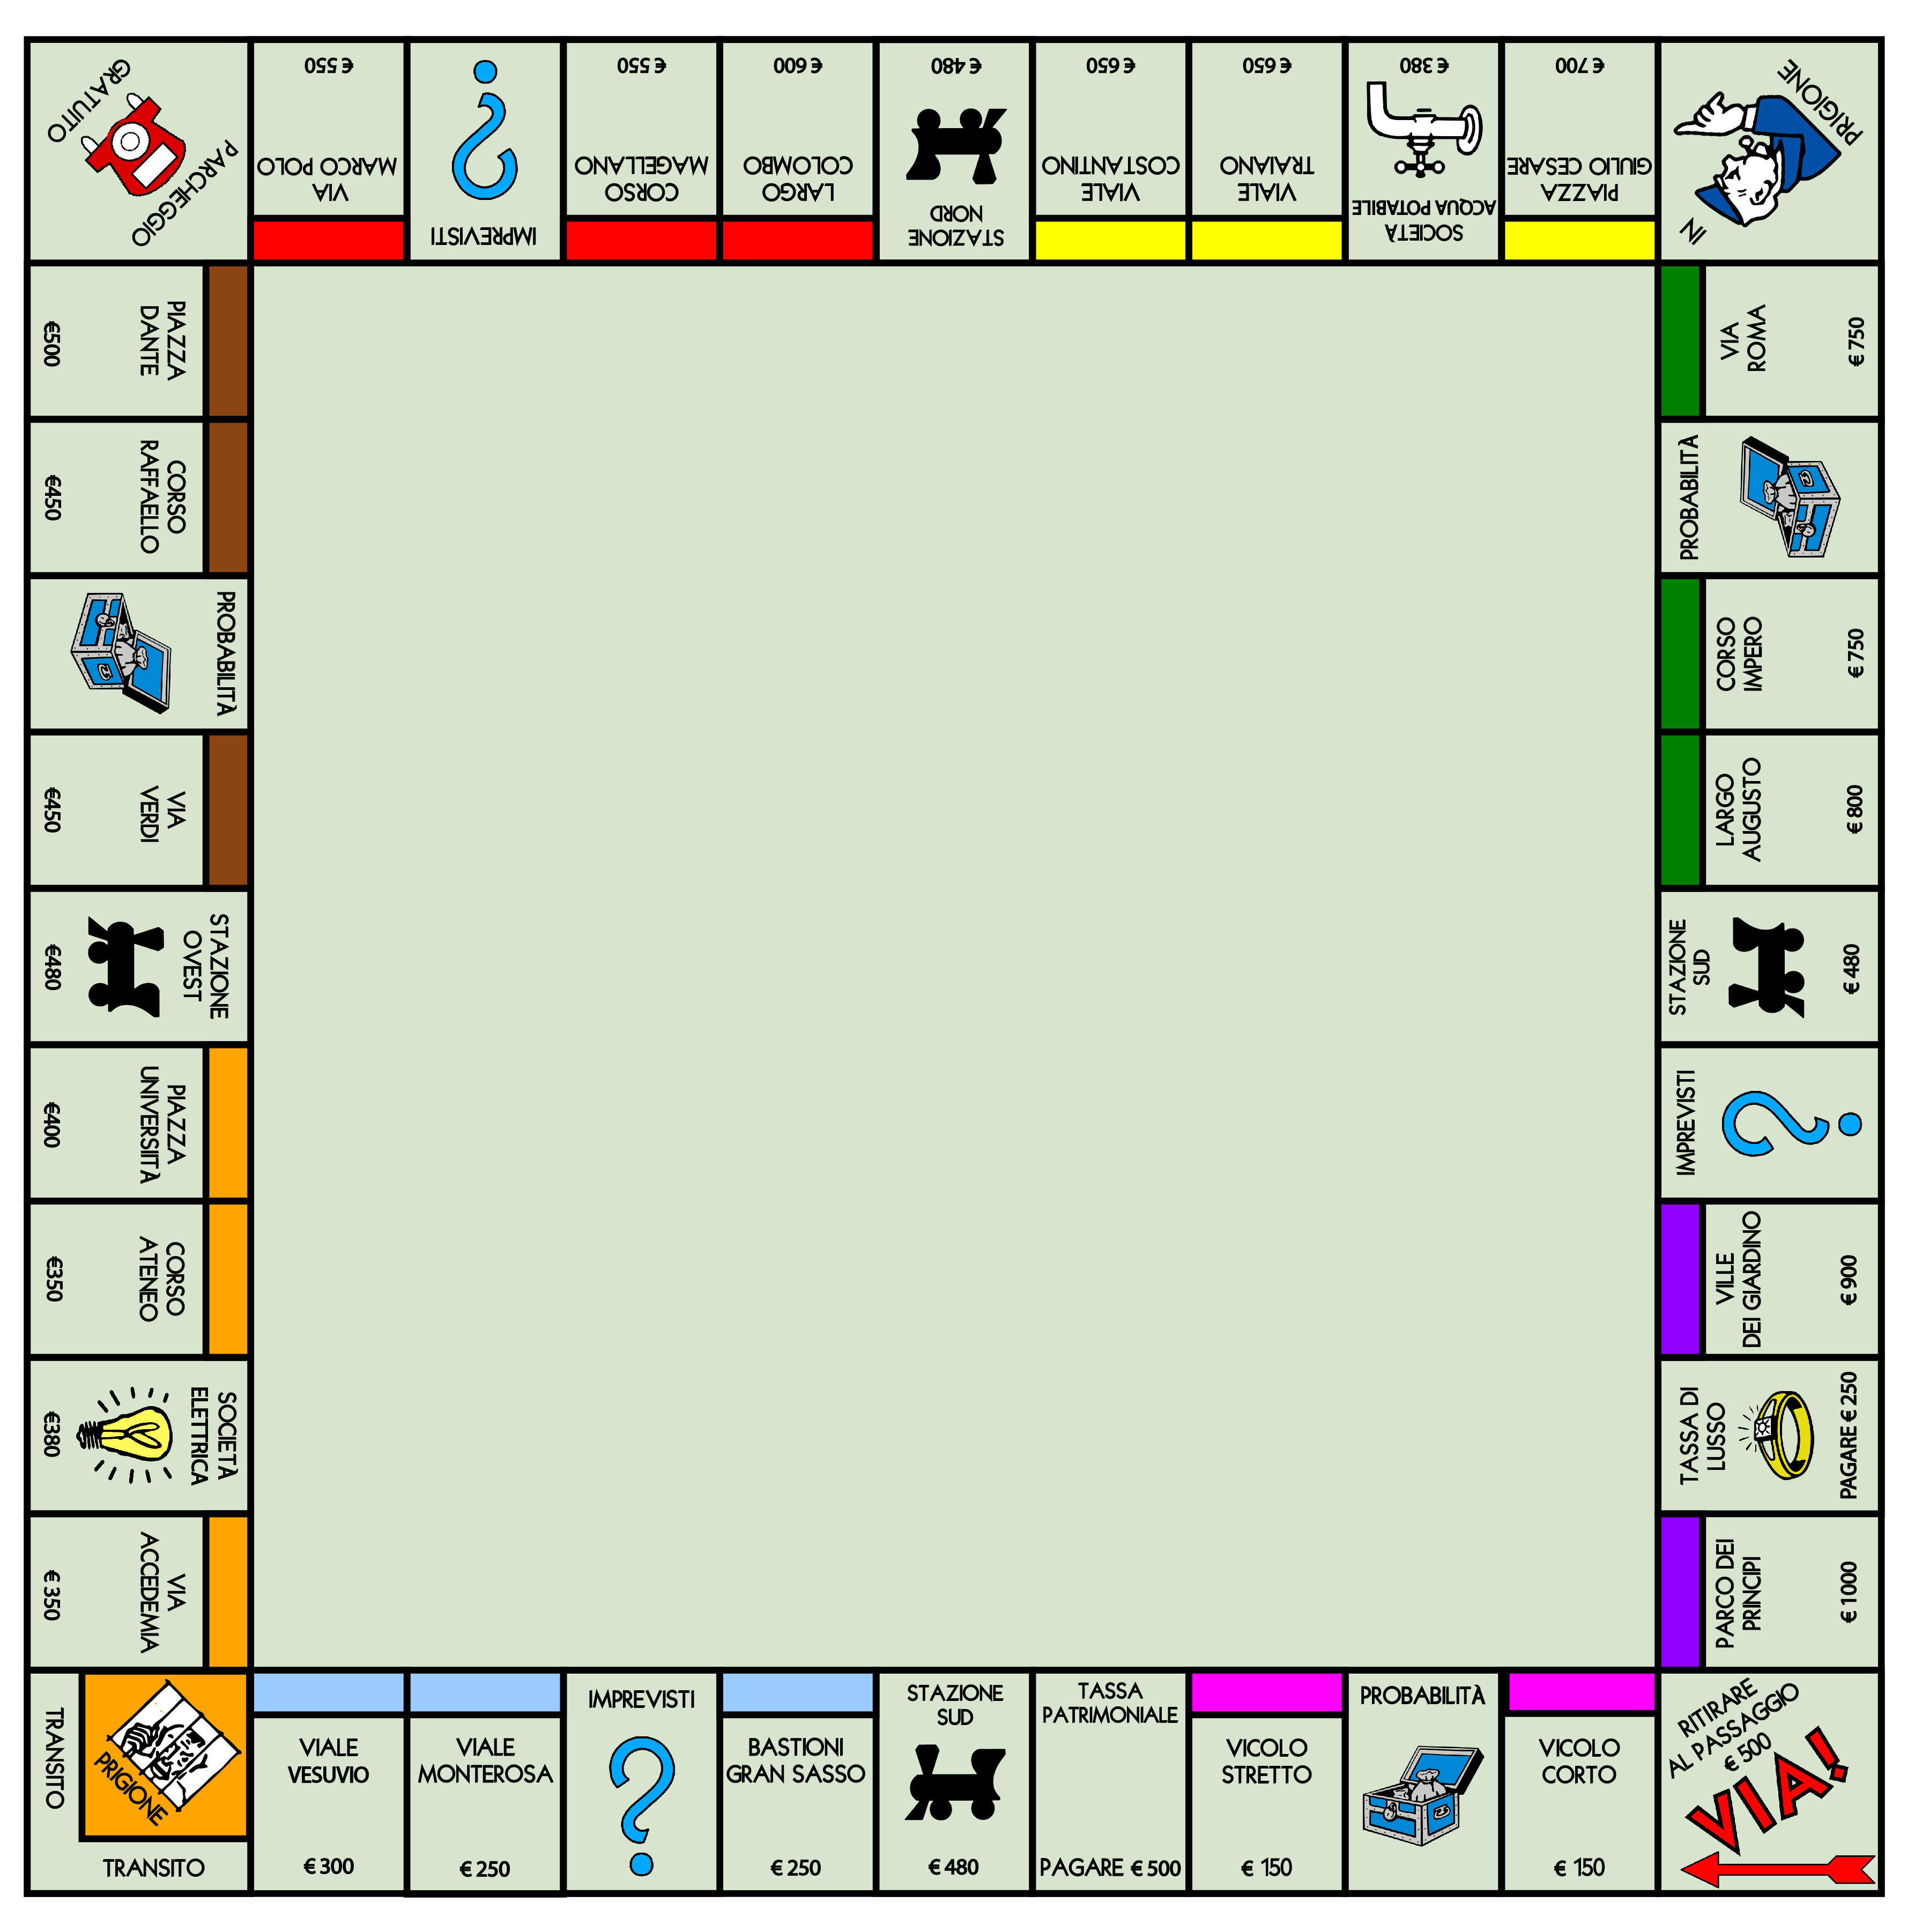 PARCHEGGIO
GRATUITO
VIA
MARCO POLO
€ 550
IMPREVISTI
CORSO
MAGELLANO
€ 550
LARGO
COLOMBO
€ 600
STAZIONE
NORD
€ 480
VIALE
COSTANTINO
€ 650
VIALE
TRAIANO
€ 650
SOCIETÀ
ACQUA POTABILE
€ 380
PIAZZA
GIULIO CESARE
€ 700
IN
PRIGIONE
VIA
ROMA
€ 750
PROBABILITÀ
CORSO
IMPERO
€ 750
LARGO
AUGUSTO
€ 800
STAZIONE
SUD
€ 480
IMPREVISTI
VILLE
DEI GIARDINO
€ 900
TASSA DI
LUSSO
PAGARE € 250
PARCO DEI
PRINCIPI
€ 1000
RITIRARE
AL PASSAGGIO
€ 500
VIA!
VICOLO
CORTO
€ 150
PROBABILITÀ
VICOLO
STRETTO
€ 150
TASSA
PATRIMONIALE
PAGARE € 500
STAZIONE
SUD
€ 480
BASTIONI
GRAN SASSO
€ 250
IMPREVISTI
VIALE
MONTEROSA
€ 250
VIALE
VESUVIO
€ 300
PRIGIONE
TRANSITO
TRANSITO
VIA
ACCEDEMIA
€ 350
SOCIETÀ
ELETTRICA
€380
CORSO
ATENEO
€350
PIAZZA
UNIVERSIITÀ
€400
STAZIONE
OVEST
€480
VIA
VERDI
€450
PROBABILITÀ
CORSO
RAFFAELLO
€450
PIAZZA
DANTE
€500